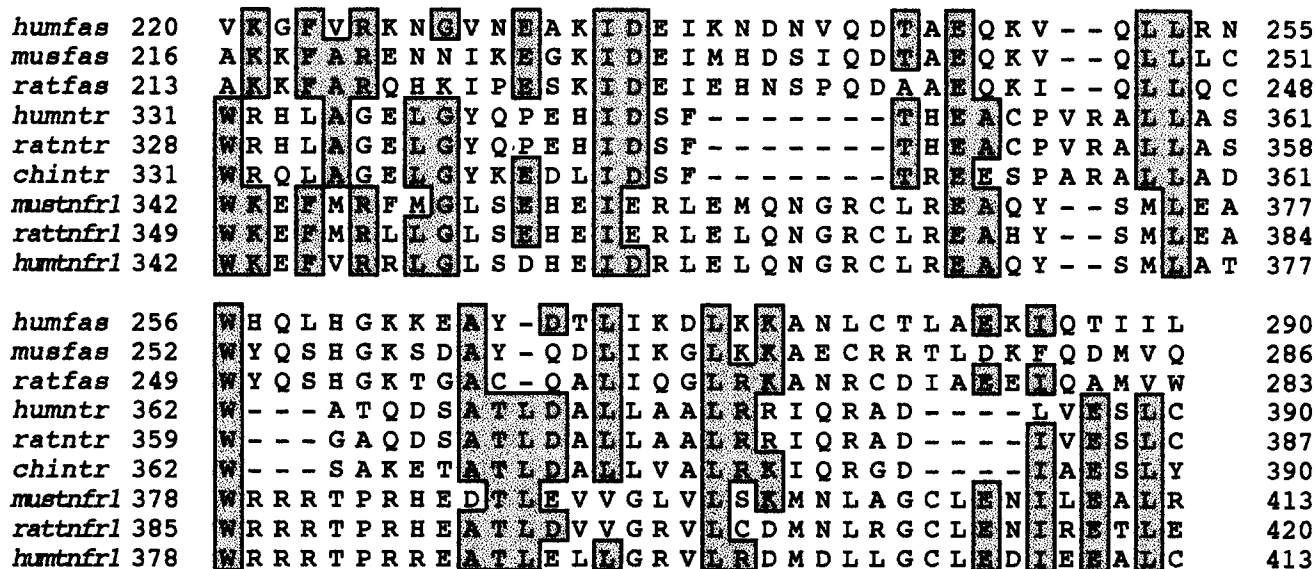 humfas 220 V K G F V R K N G V N E A K I D E I K N D N V Q D T A E Q K V - - Q L L R N 255
musfas 216 A K K F A R E N N I K E G K I D E I M H D S I Q D T A E Q K V - - Q L L L C 251
ratfas 213 A K K F A R Q H K I P E S K I D E I E H N S P Q D A A E Q K I - - Q L L Q C 248
humntr 331 W R H L A G E L G Y Q P E H I D S F - - - - - - - T H E A C P V R A L L A S 361
ratntr 328 W R H L A G E L G Y Q P E H I D S F - - - - - - - T H E A C P V R A L L A S 358
chintr 331 W R Q L A G E L G Y K E D L I D S F - - - - - - - T R E E S P A R A L L A D 361
mustnfr1 342 W K E F M R F M G L S E H E I E R L E M Q N G R C L R E A Q Y - - S M L E A 377
rattnfr1 349 W K E F M R L L G L S E H E I E R L E L Q N G R C L R E A H Y - - S M L E A 384
humtnfr1 342 W K E F V R R L G L S D H E I D R L E L Q N G R C L R E A Q Y - - S M L A T 377
humfas 256 W H Q L H G K K E A Y - D T L I K D L K K A N L C T L A E K I Q T I I L 290
musfas 252 W Y Q S H G K S D A Y - Q D L I K G L K K A E C R R T L D K F Q D M V Q 286
ratfas 249 W Y Q S H G K T G A C - Q A L I Q G L R K A N R C D I A E E I Q A M V W 283
humntr 362 W - - - A T Q D S A T L D A L L A A L R R I Q R A D - - - - L V E S L C 390
ratntr 359 W - - - G A Q D S A T L D A L L A A L R R I Q R A D - - - - I V E S L C 387
chintr 362 W - - - S A K E T A T L D A L L V A L R K I Q R G D - - - - I A E S L Y 390
mustnfr1 378 W R R R T P R H E D T L E V V G L V L S K M N L A G C L E N I L E A L R 413
rattnfr1 385 W R R R T P R H E A T L D V V G R V L C D M N L R G C L E N I R E T L E 420
humtnfr1 378 W R R R T P R R E A T L E L L G R V L R D M D L L G C L E D I E E A L C 413